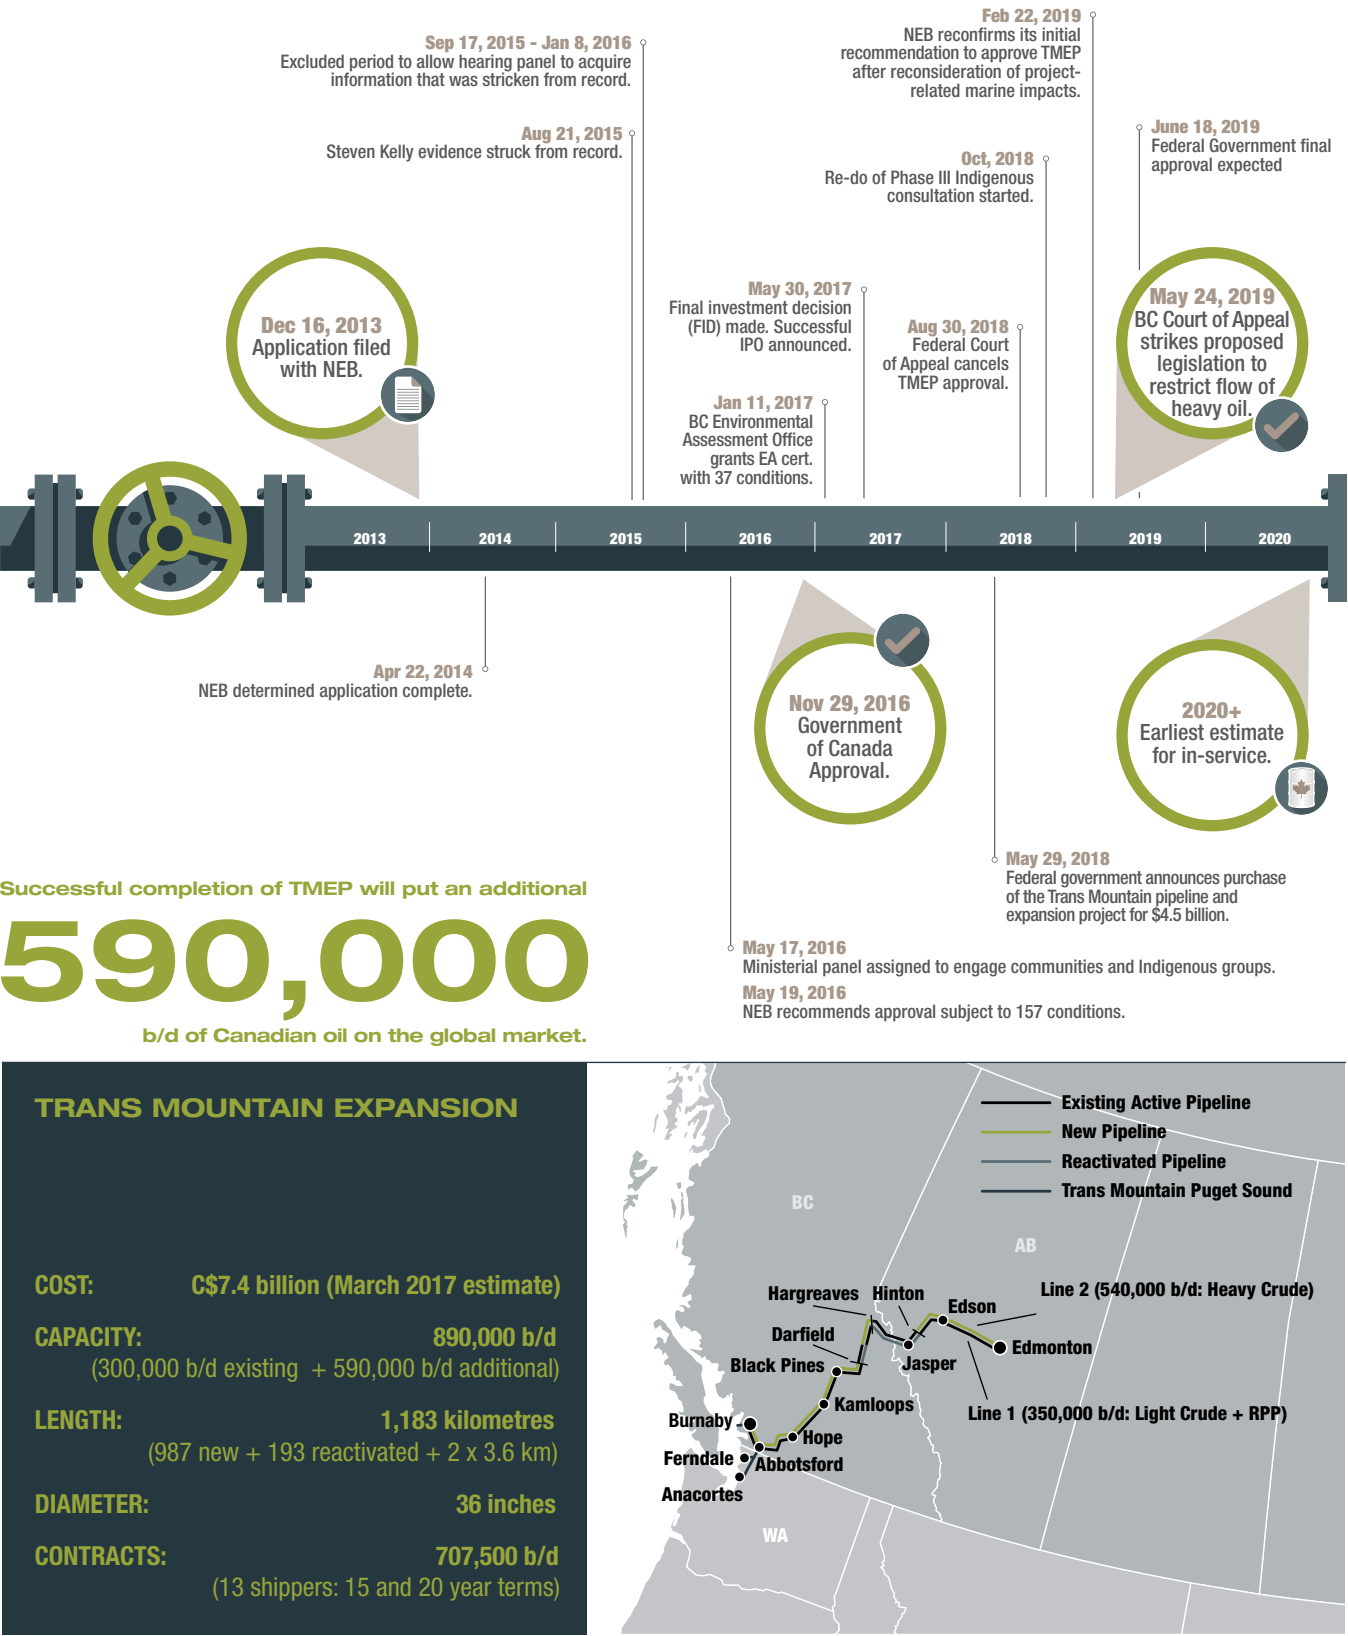 Sep 17, 2015 - Jan 8, 2016
Excluded period to allow hearing panel to acquire
information that was stricken from record.
Aug 21, 2015
Steven Kelly evidence struck from record.
Feb 22, 2019
NEB reconfirms its initial
recommendation to approve TMEP
after reconsideration of project-
related marine impacts.
June 18, 2019
Federal Government final
approval expected
Oct, 2018
Re-do of Phase III Indigenous
consultation started.
Dec 16, 2013
Application filed
with NEB.
May 30, 2017
Final investment decision
(FID) made. Successful
IPO announced.
Aug 30, 2018
Federal Court
of Appeal cancels
TMEP approval.
Jan 11, 2017
BC Environmental
Assessment Office
grants EA cert.
with 37 conditions.
May 24, 2019
BC Court of Appeal
strikes proposed
legislation to
restrict flow of
heavy oil.
2013
2014
2015
2016
2017
2018
2019
2020
Apr 22, 2014
NEB determined application complete.
Nov 29, 2016
Government
of Canada
Approval.
2020+
Earliest estimate
for in-service.
May 29, 2018
Federal government announces purchase
of the Trans Mountain pipeline and
expansion project for $4.5 billion.
May 17, 2016
Ministerial panel assigned to engage communities and Indigenous groups.
May 19, 2016
NEB recommends approval subject to 157 conditions.
Successful completion of TMEP will put an additional
590,000
b/d of Canadian oil on the global market.
TRANS MOUNTAIN EXPANSION
COST: C$7.4 billion (March 2017 estimate)
CAPACITY: 890,000 b/d
(300,000 b/d existing + 590,000 b/d additional)
LENGTH: 1,183 kilometres
(987 new + 193 reactivated + 2 x 3.6 km)
DIAMETER: 36 inches
CONTRACTS: 707,500 b/d
(13 shippers: 15 and 20 year terms)
Existing Active Pipeline
New Pipeline
Reactivated Pipeline
Trans Mountain Puget Sound
BC
AB
Hargreaves
Hinton
Line 2 (540,000 b/d: Heavy Crude)
Edson
Darfield
Edmonton
Black Pines
Jasper
Kamloops
Line 1 (350,000 b/d: Light Crude + RPP)
Burnaby
Hope
Ferndale
Abbotsford
Anacortes
WA